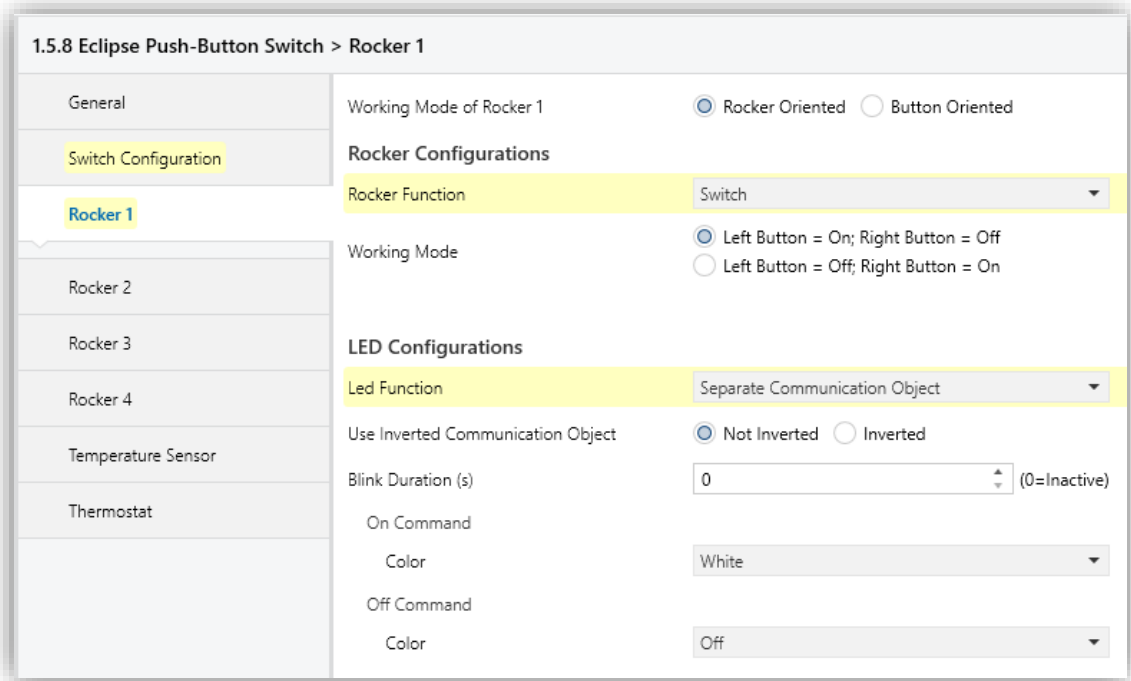 1.5.8 Eclipse Push-Button Switch > Rocker 1
General
Switch Configuration
Rocker 1
Rocker 2
Rocker 3
Rocker 4
Temperature Sensor
Thermostat
Working Mode of Rocker 1 Rocker Oriented Button Oriented
Rocker Configurations
Rocker Function Switch
Working Mode Left Button = On; Right Button = Off
Left Button = Off; Right Button = On
LED Configurations
Led Function Separate Communication Object
Use Inverted Communication Object Not Inverted Inverted
Blink Duration (s) 0 (0=Inactive)
On Command
Color White
Off Command
Color Off